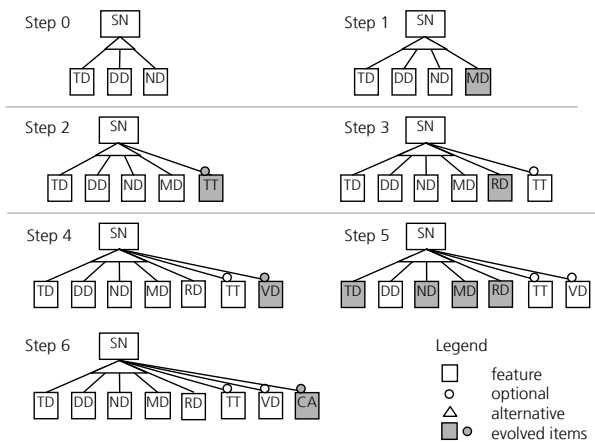 Step 0 SN
TD DD ND
Step 1 SN
TD DD ND MD
Step 2 SN
TD DD ND MD TT
Step 3 SN
TD DD ND MD RD TT
Step 4 SN
TD DD ND MD RD TT VD
Step 5 SN
TD DD ND MD RD TT VD
Step 6 SN
TD DD ND MD RD TT VD CA
Legend
feature
optional
alternative
evolved items